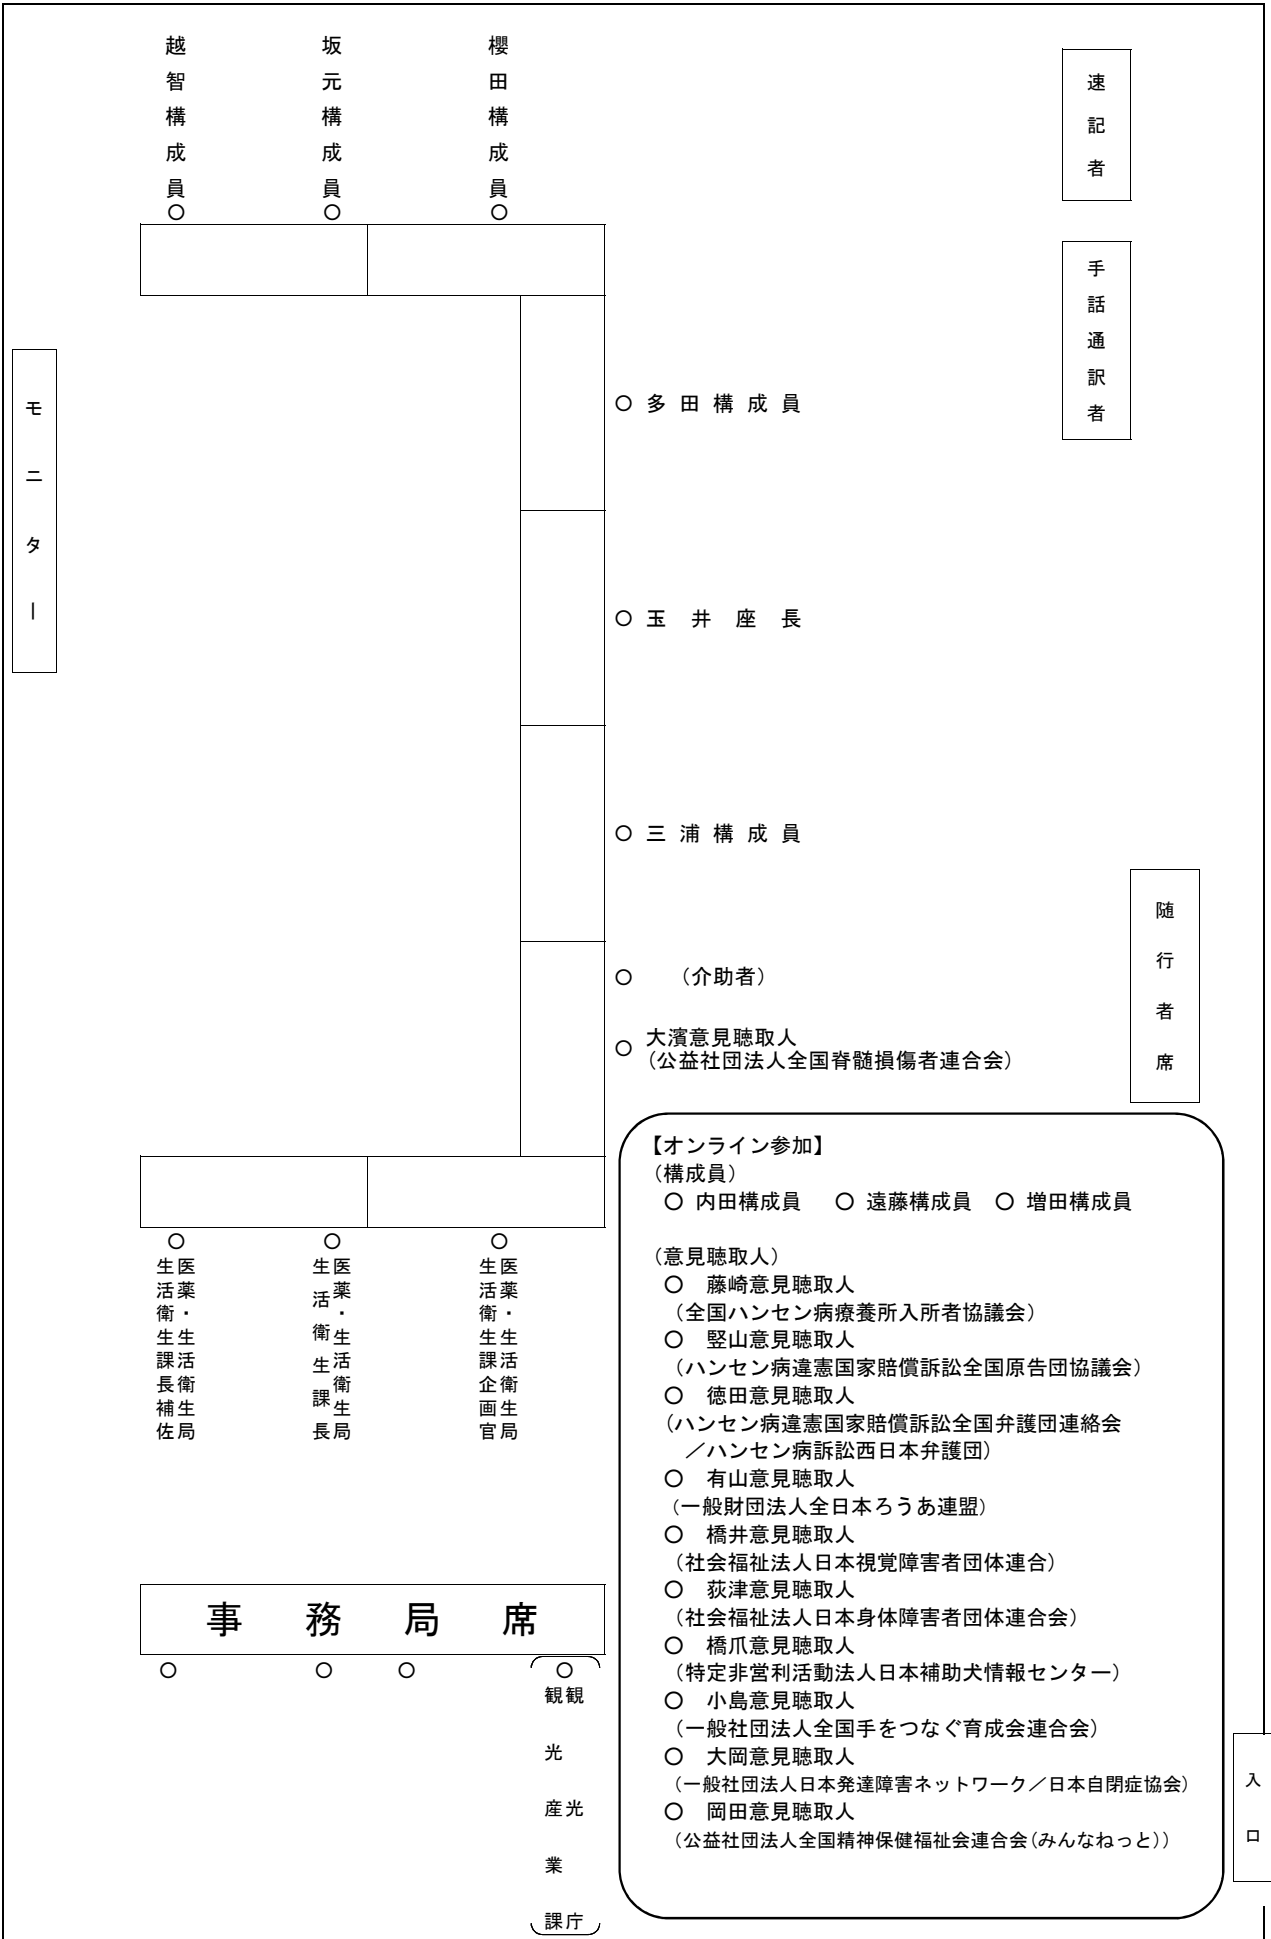 越智構成員○
坂元構成員○
櫻田構成員○
速記者
手話通訳者
モニター
○ 多田構成員
○ 玉井座長
○ 三浦構成員
○ （介助者）
○ 大濱意見聴取人
（公益社団法人全国脊髄損傷者連合会）
随行者席
○
医薬・生活衛生局
生活衛生課長補佐
○
医薬・生活衛生局
生活衛生課長
○
医薬・生活衛生局
生活衛生課企画官
【オンライン参加】
（構成員）
○ 内田構成員 ○ 遠藤構成員 ○ 増田構成員
（意見聴取人）
○ 藤崎意見聴取人
（全国ハンセン病療養所入所者協議会）
○ 竪山意見聴取人
（ハンセン病違憲国家賠償訴訟全国原告団協議会）
○ 徳田意見聴取人
（ハンセン病違憲国家賠償訴訟全国弁護団連絡会
／ハンセン病訴訟西日本弁護団）
○ 有山意見聴取人
（一般財団法人全日本ろうあ連盟）
○ 橋井意見聴取人
（社会福祉法人日本視覚障害者団体連合）
○ 荻津意見聴取人
（社会福祉法人日本身体障害者団体連合会）
○ 橋爪意見聴取人
（特定非営利活動法人日本補助犬情報センター）
○ 小島意見聴取人
（一般社団法人全国手をつなぐ育成会連合会）
○ 大岡意見聴取人
（一般社団法人日本発達障害ネットワーク／日本自閉症協会）
○ 岡田意見聴取人
（公益社団法人全国精神保健福祉会連合会（みんなねっと））
事務局席
○ ○ ○ ○
観光庁
観光産業課
入口